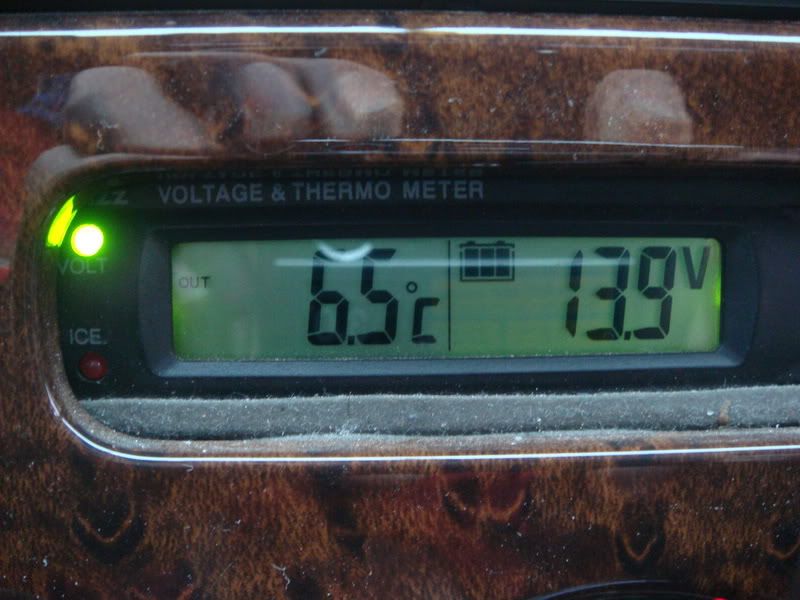 VOLTAGE & THERMO METER
VOLT
OUT 6.5°C 13.9V
ICE.